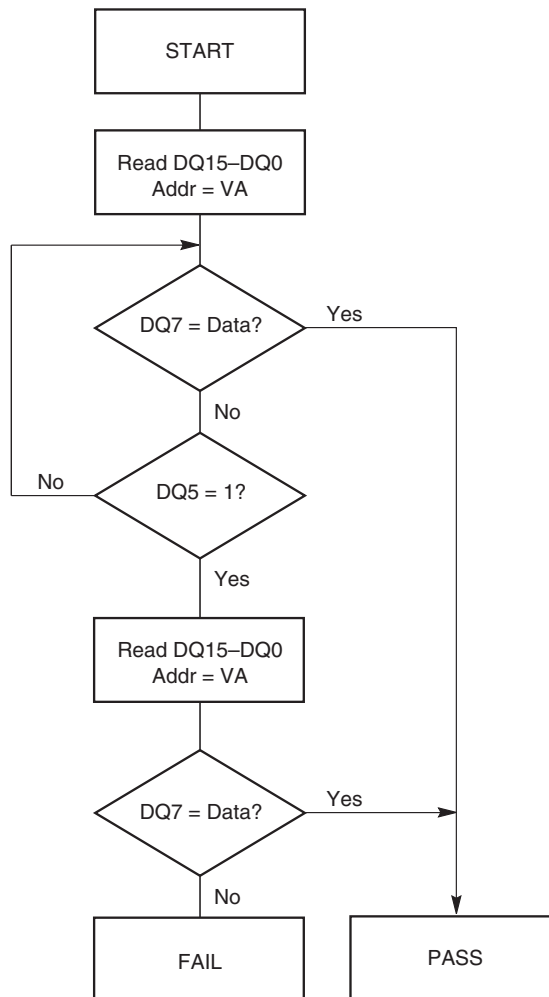 START
Read DQ15–DQ0
Addr = VA
DQ7 = Data?
Yes
No
No
DQ5 = 1?
Yes
Read DQ15–DQ0
Addr = VA
DQ7 = Data?
Yes
No
FAIL
PASS